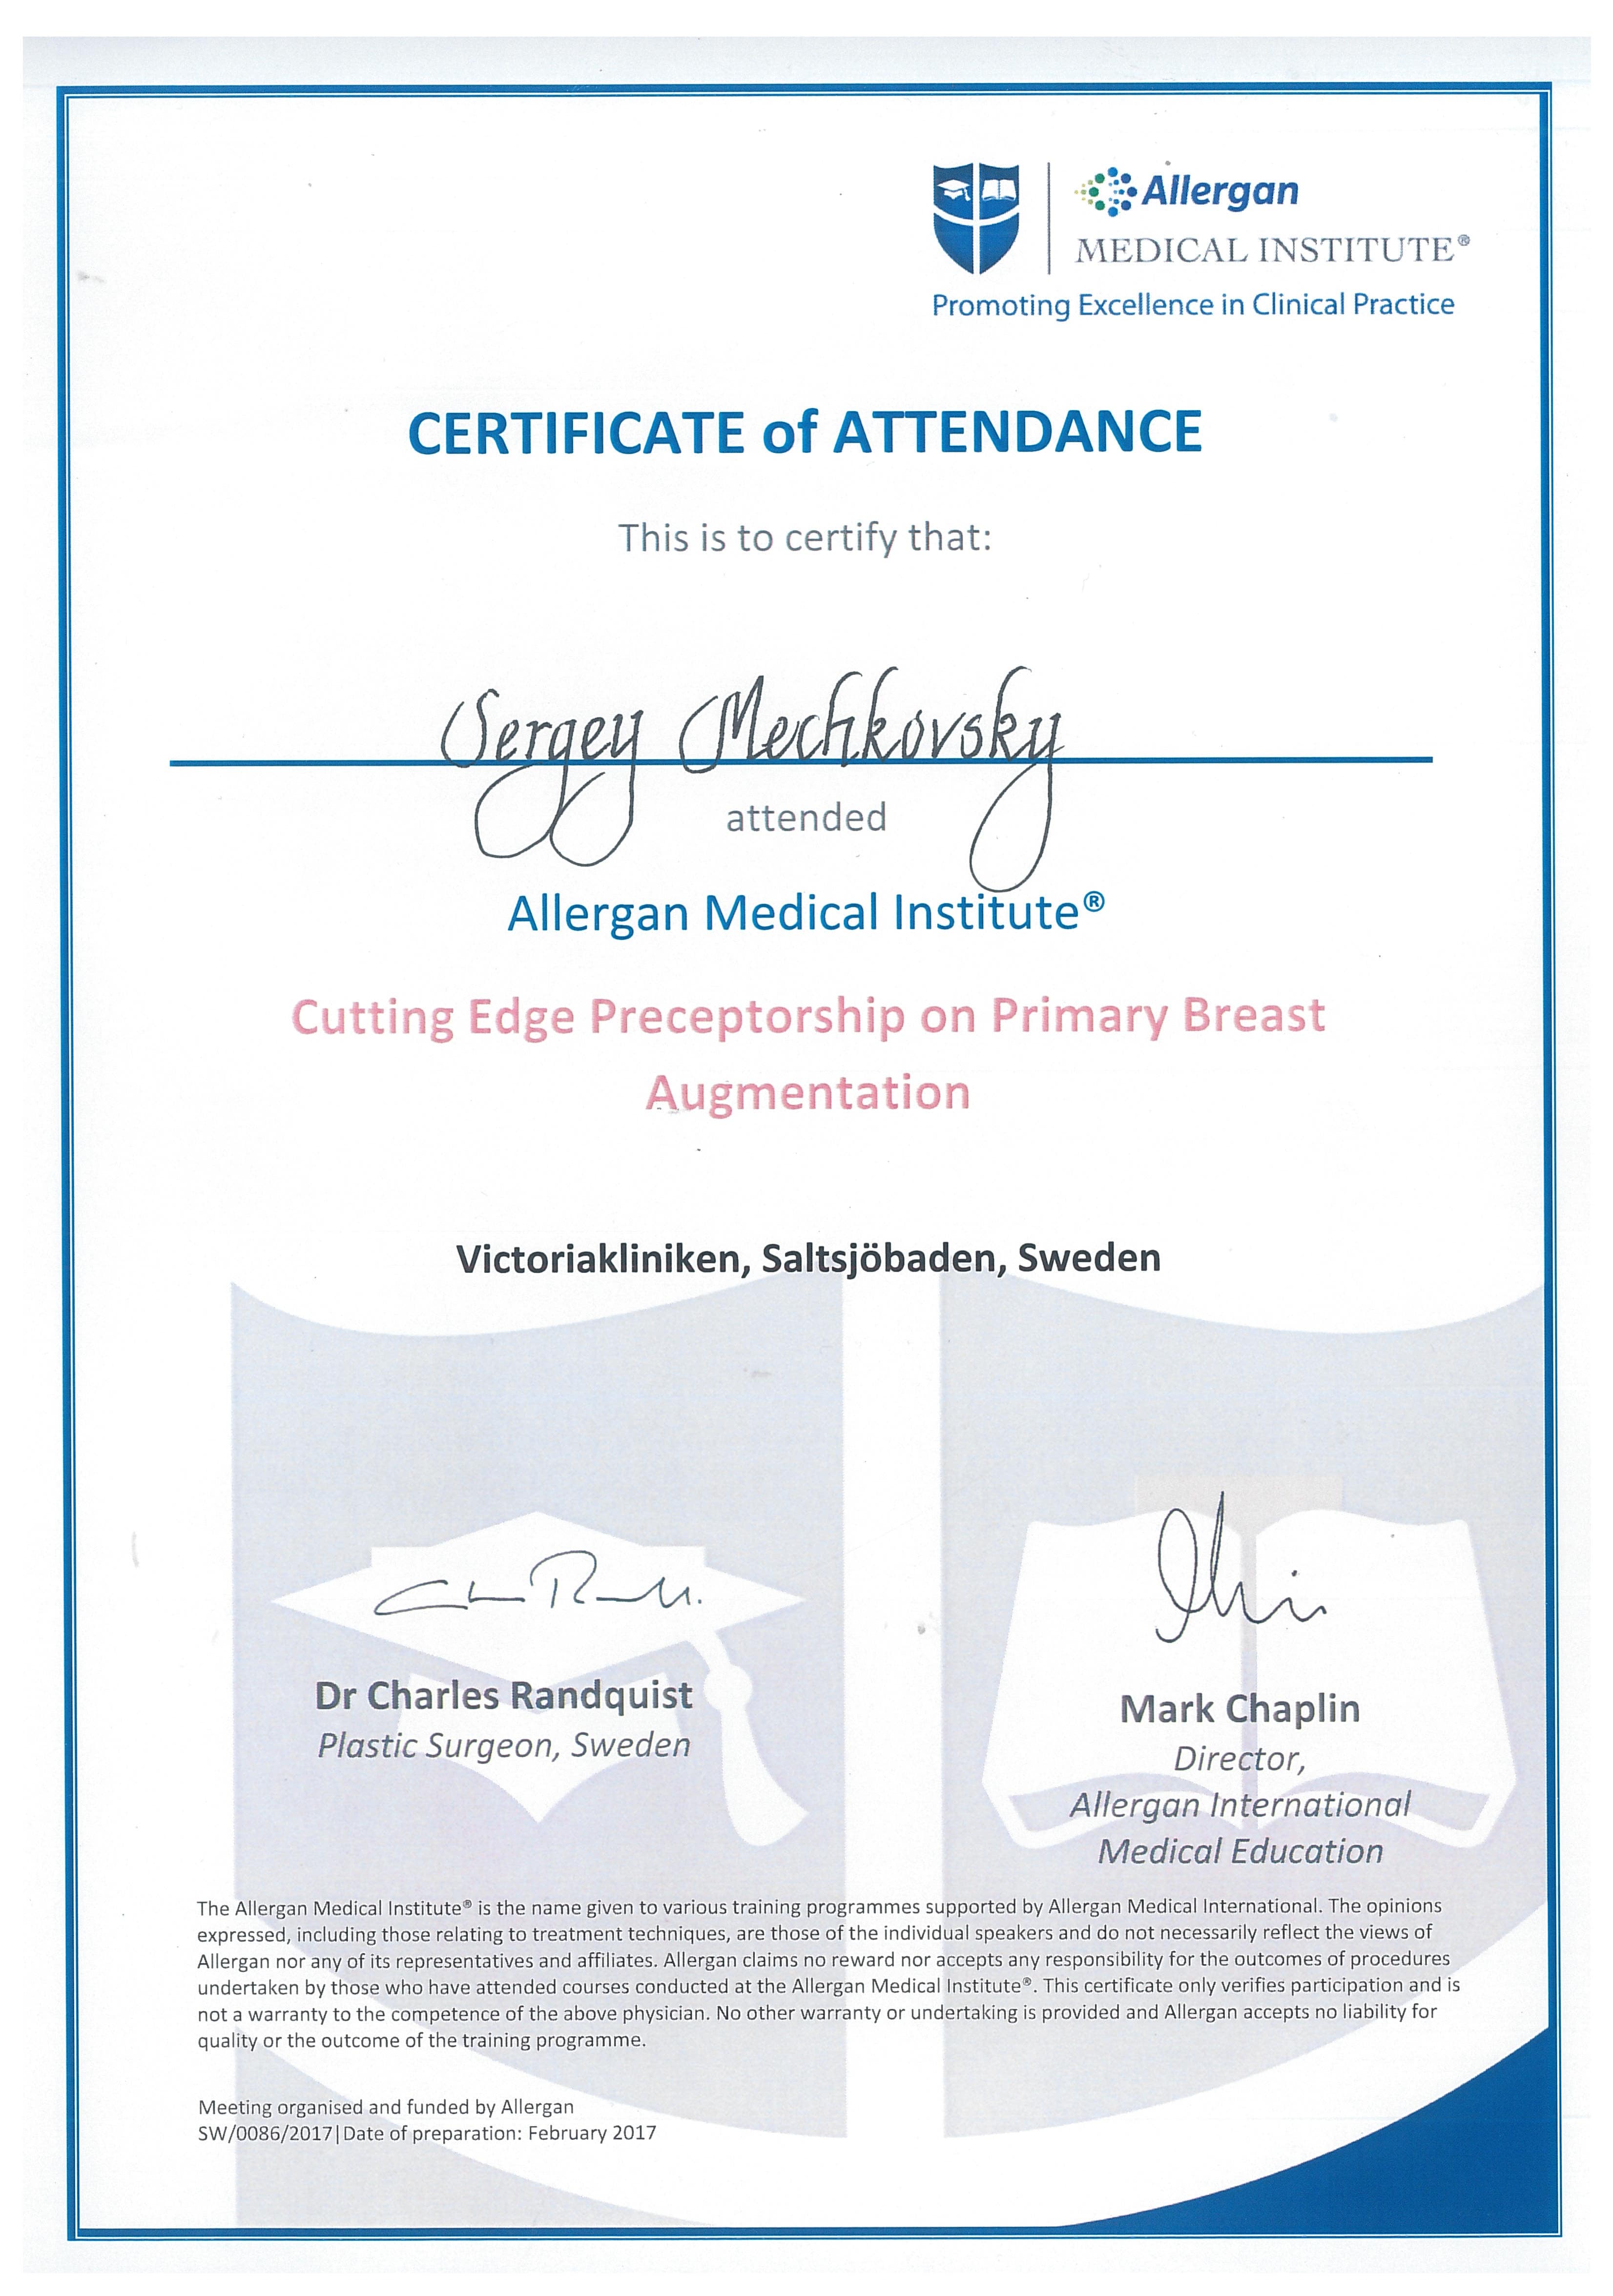 Allergan
MEDICAL INSTITUTE®
Promoting Excellence in Clinical Practice
CERTIFICATE of ATTENDANCE
This is to certify that:
Sergey Mechkovsky
attended
Allergan Medical Institute®
Cutting Edge Preceptorship on Primary Breast
Augmentation
Victoriakliniken, Saltsjöbaden, Sweden
Dr Charles Randquist
Plastic Surgeon, Sweden
Mark Chaplin
Director,
Allergan International
Medical Education
The Allergan Medical Institute® is the name given to various training programmes supported by Allergan Medical International. The opinions
expressed, including those relating to treatment techniques, are those of the individual speakers and do not necessarily reflect the views of
Allergan nor any of its representatives and affiliates. Allergan claims no reward nor accepts any responsibility for the outcomes of procedures
undertaken by those who have attended courses conducted at the Allergan Medical Institute®. This certificate only verifies participation and is
not a warranty to the competence of the above physician. No other warranty or undertaking is provided and Allergan accepts no liability for
quality or the outcome of the training programme.
Meeting organised and funded by Allergan
SW/0086/2017|Date of preparation: February 2017